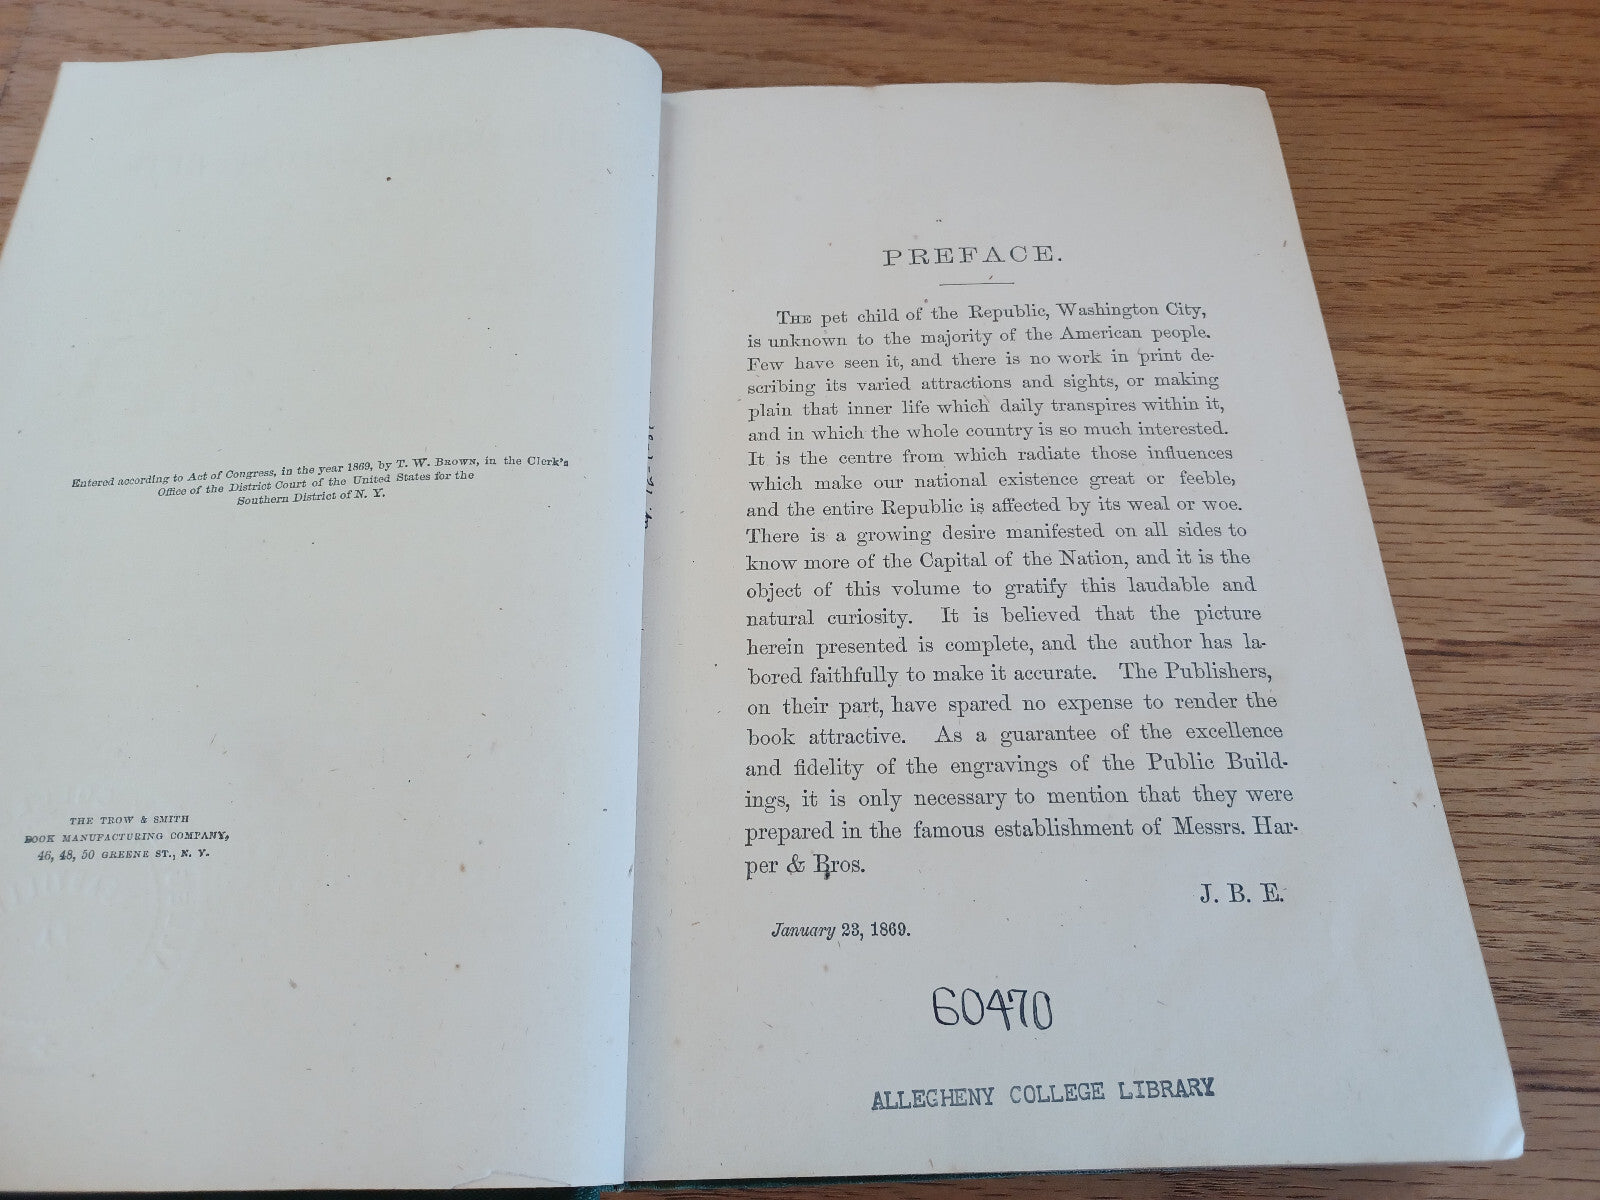 Entered according to Act of Congress, in the year 1869, by T. W. BROWN, in the Clerk's
Office of the District Court of the United States for the
Southern District of N. Y.
THE TROW & SMITH
BOOK MANUFACTURING COMPANY,
46, 48, 50 GREENE ST., N. Y.
PREFACE.
THE pet child of the Republic, Washington City,
is unknown to the majority of the American people.
Few have seen it, and there is no work in print de-
scribing its varied attractions and sights, or making
plain that inner life which daily transpires within it,
and in which the whole country is so much interested.
It is the centre from which radiate those influences
which make our national existence great or feeble,
and the entire Republic is affected by its weal or woe.
There is a growing desire manifested on all sides to
know more of the Capital of the Nation, and it is the
object of this volume to gratify this laudable and
natural curiosity. It is believed that the picture
herein presented is complete, and the author has la-
bored faithfully to make it accurate. The Publishers,
on their part, have spared no expense to render the
book attractive. As a guarantee of the excellence
and fidelity of the engravings of the Public Build-
ings, it is only necessary to mention that they were
prepared in the famous establishment of Messrs. Har-
per & Bros.
J. B. E.
January 23, 1869.
60470
ALLEGHENY COLLEGE LIBRARY